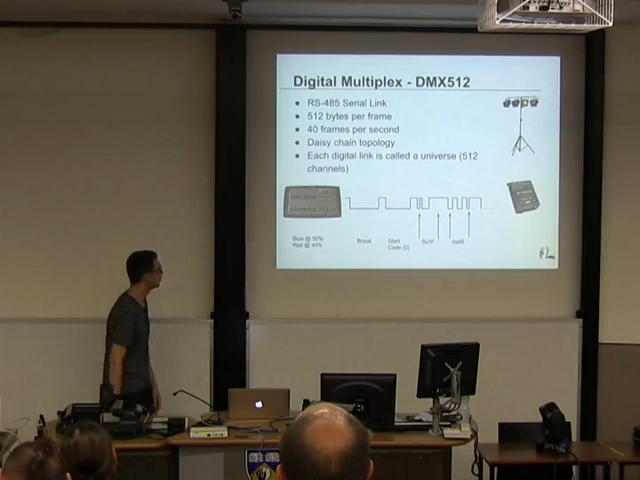 Digital Multiplex - DMX512
RS-485 Serial Link
512 bytes per frame
40 frames per second
Daisy chain topology
Each digital link is called a universe (512
channels)
Blue @ 50%
Red @ 40%
Break
Start
Code (0)
0x7F
0x66